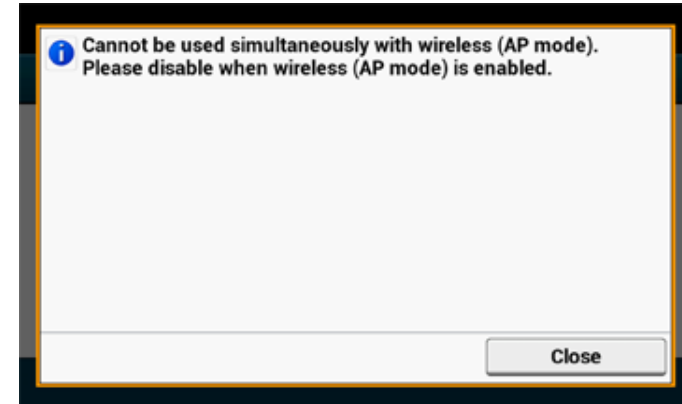 Cannot be used simultaneously with wireless (AP mode).
Please disable when wireless (AP mode) is enabled.
Close